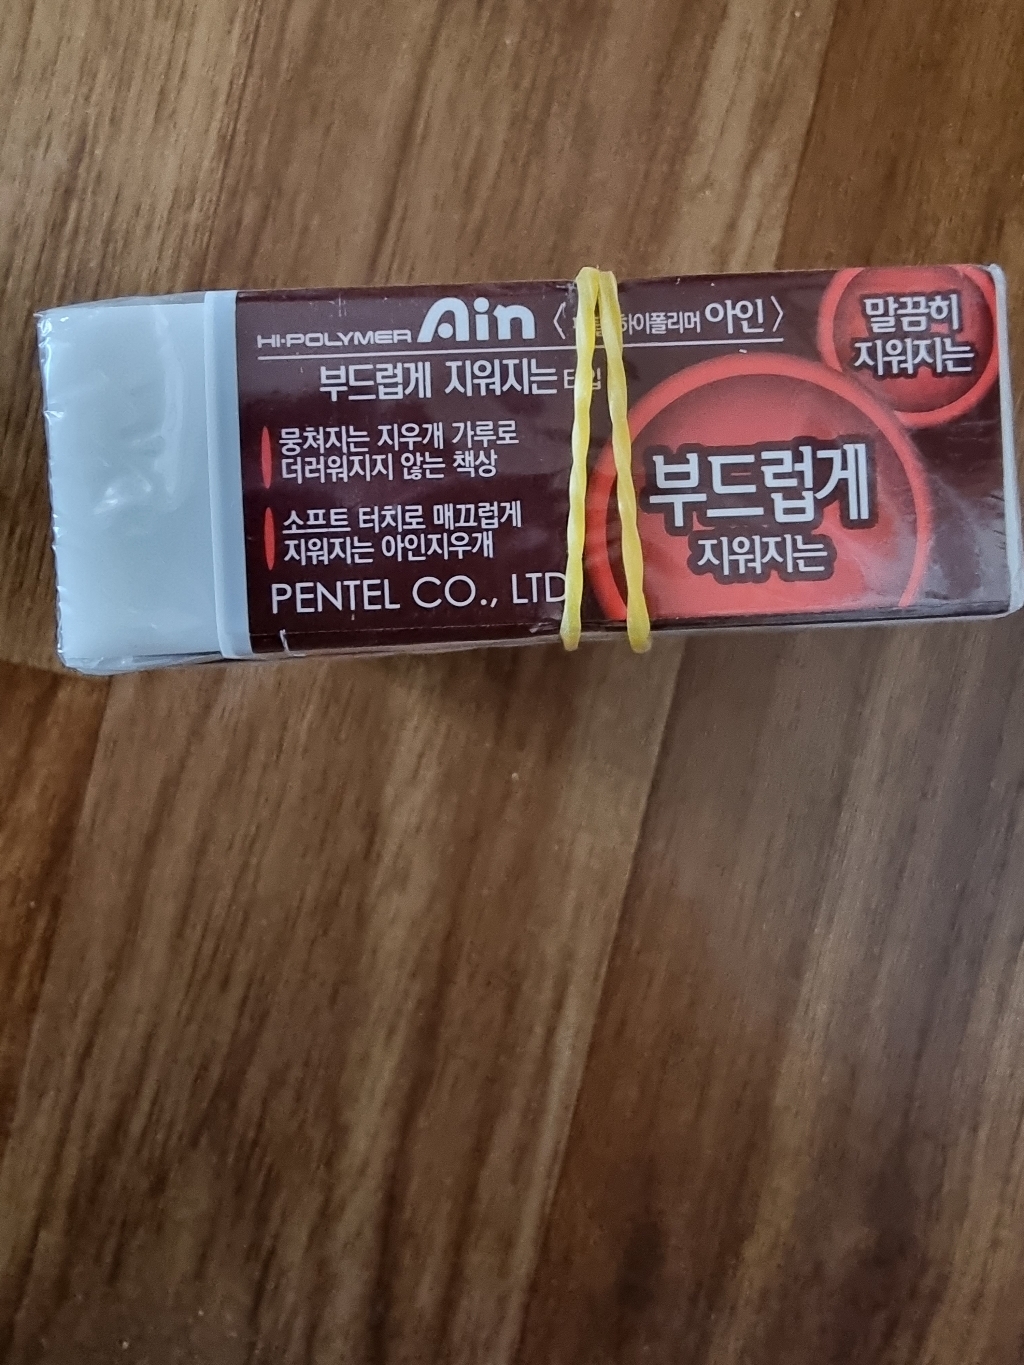 HI-POLYMER Ain 〈 하이폴리머 아인 〉
부드럽게 지워지는
뭉쳐지는 지우개 가루로
더러워지지 않는 책상
소프트 터치로 매끄럽게
지워지는 아인지우개
PENTEL CO., LTD
말끔히
지워지는
부드럽게
지워지는